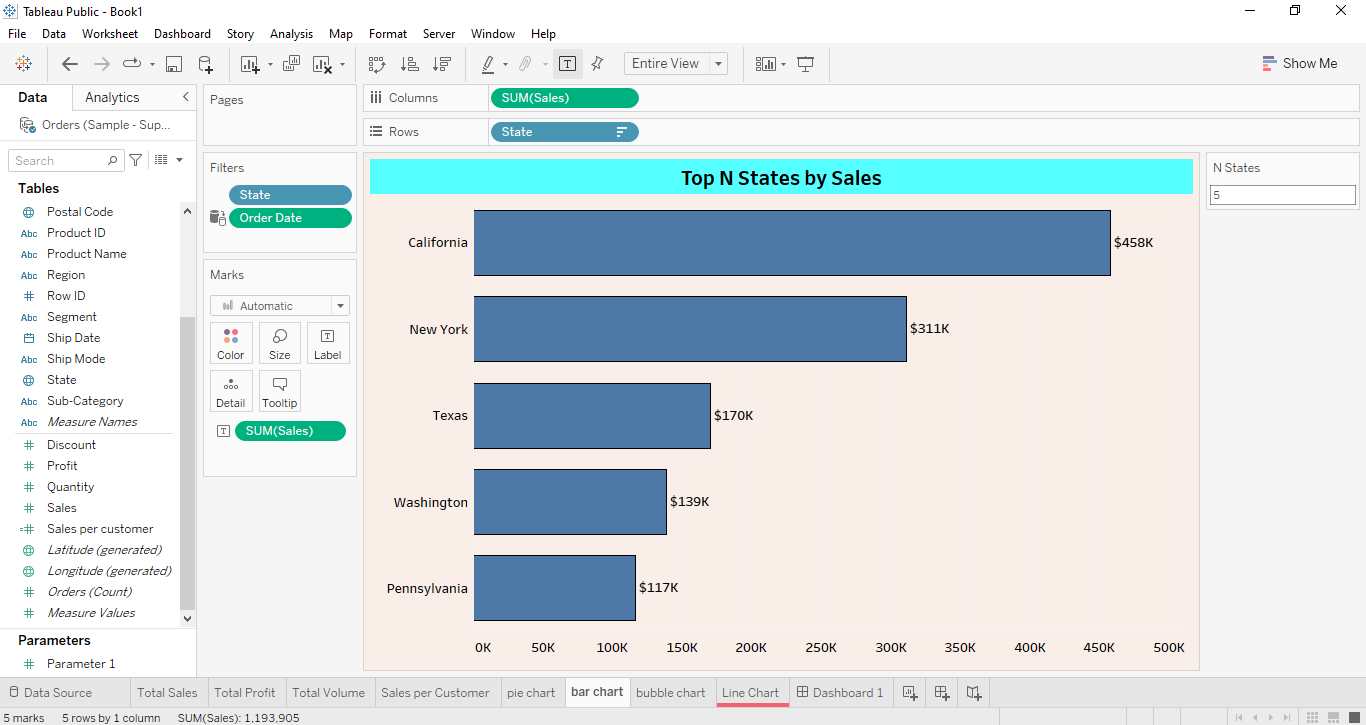 Tableau Public - Book1
File Data Worksheet Dashboard Story Analysis Map Format Server Window Help
Entire View
Show Me
Data Analytics
Orders (Sample - Sup...
Search
Tables
Postal Code
Abc Product ID
Abc Product Name
Abc Region
Row ID
Abc Segment
Ship Date
Abc Ship Mode
State
Abc Sub-Category
Abc Measure Names
Discount
Profit
Quantity
Sales
Sales per customer
Latitude (generated)
Longitude (generated)
Orders (Count)
Measure Values
Parameters
Parameter 1
Pages
Filters
State
Order Date
Marks
Automatic
Color Size Label
Detail Tooltip
SUM(Sales)
Columns SUM(Sales)
Rows State
Top N States by Sales
California $458K
New York $311K
Texas $170K
Washington $139K
Pennsylvania $117K
0K 50K 100K 150K 200K 250K 300K 350K 400K 450K 500K
N States
5
Data Source Total Sales Total Profit Total Volume Sales per Customer pie chart bar chart bubble chart Line Chart Dashboard 1
5 marks 5 rows by 1 column SUM(Sales): 1,193,905